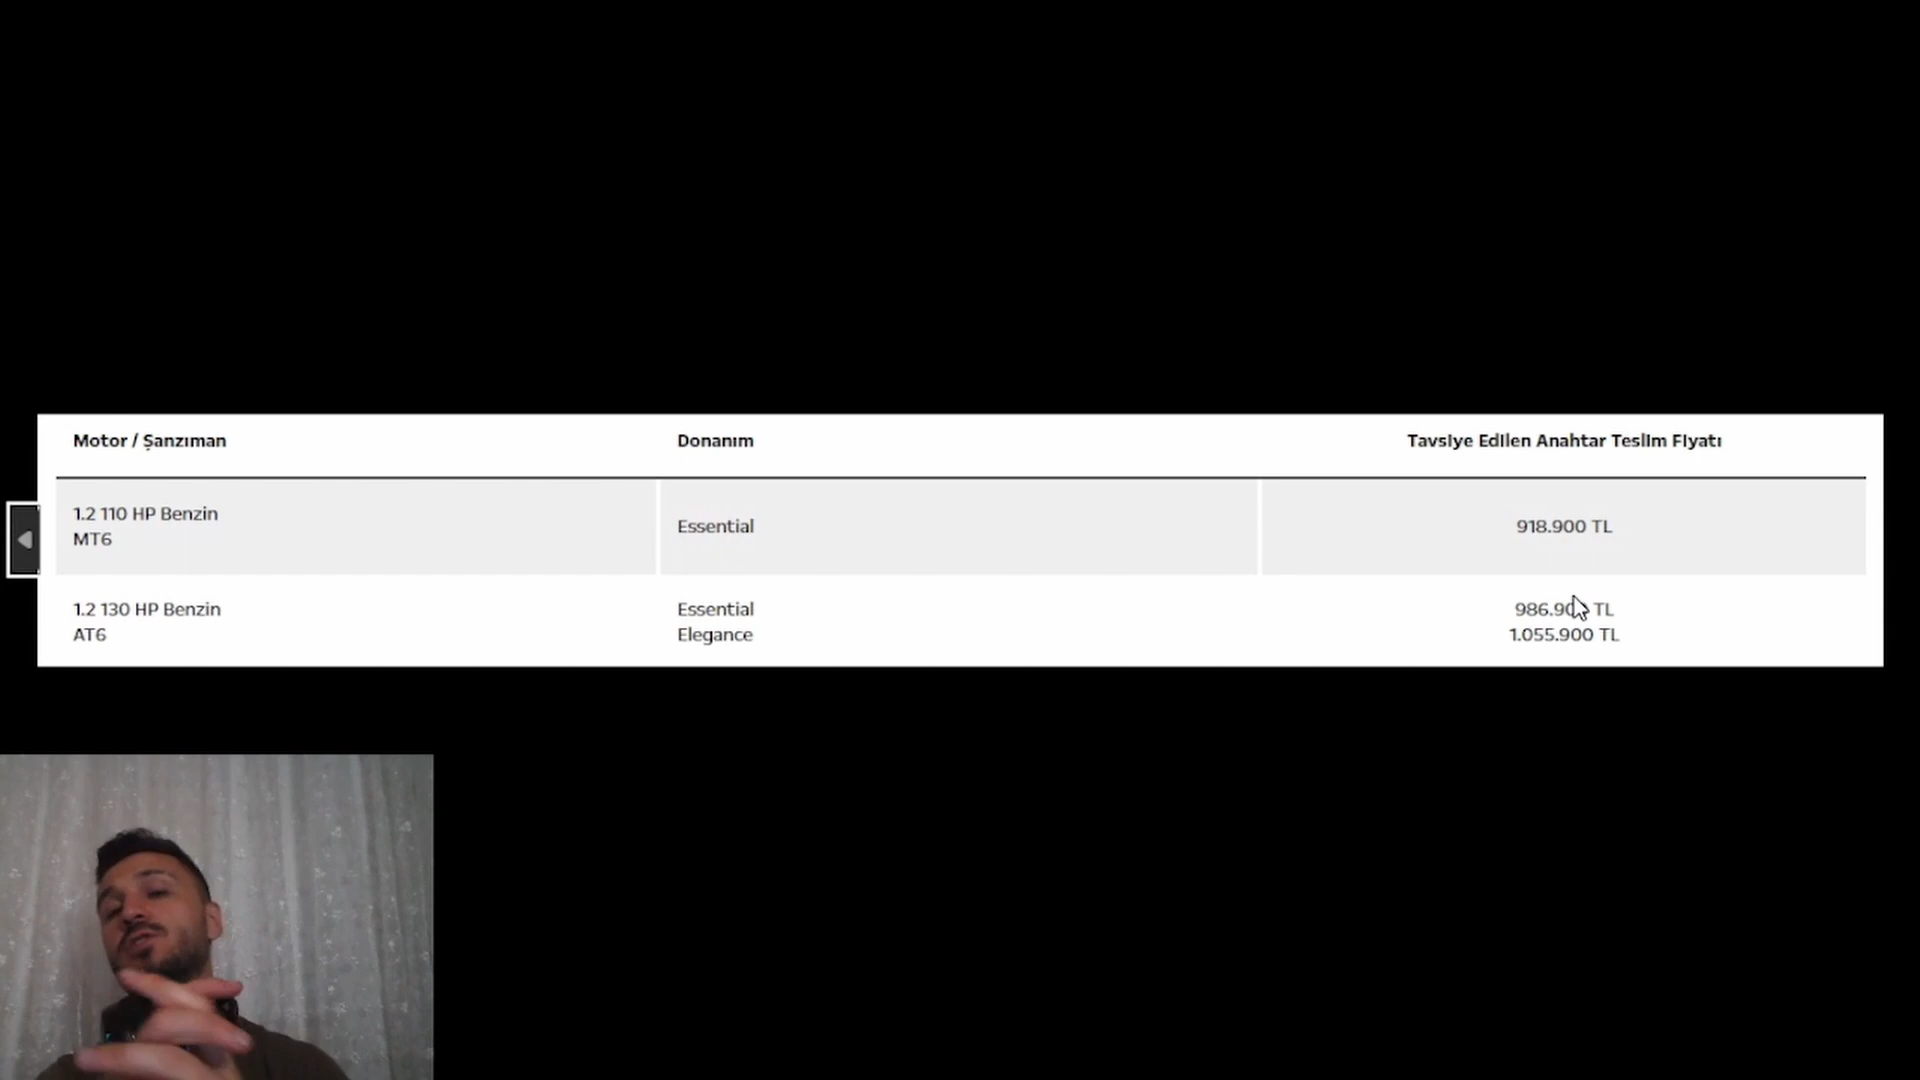 Motor / Şanzıman Donanım Tavsiye Edilen Anahtar Teslim Fiyatı
1.2 110 HP Benzin
MT6 Essential 918.900 TL
1.2 130 HP Benzin Essential TL
AT6 Elegance 1.055.900 TL